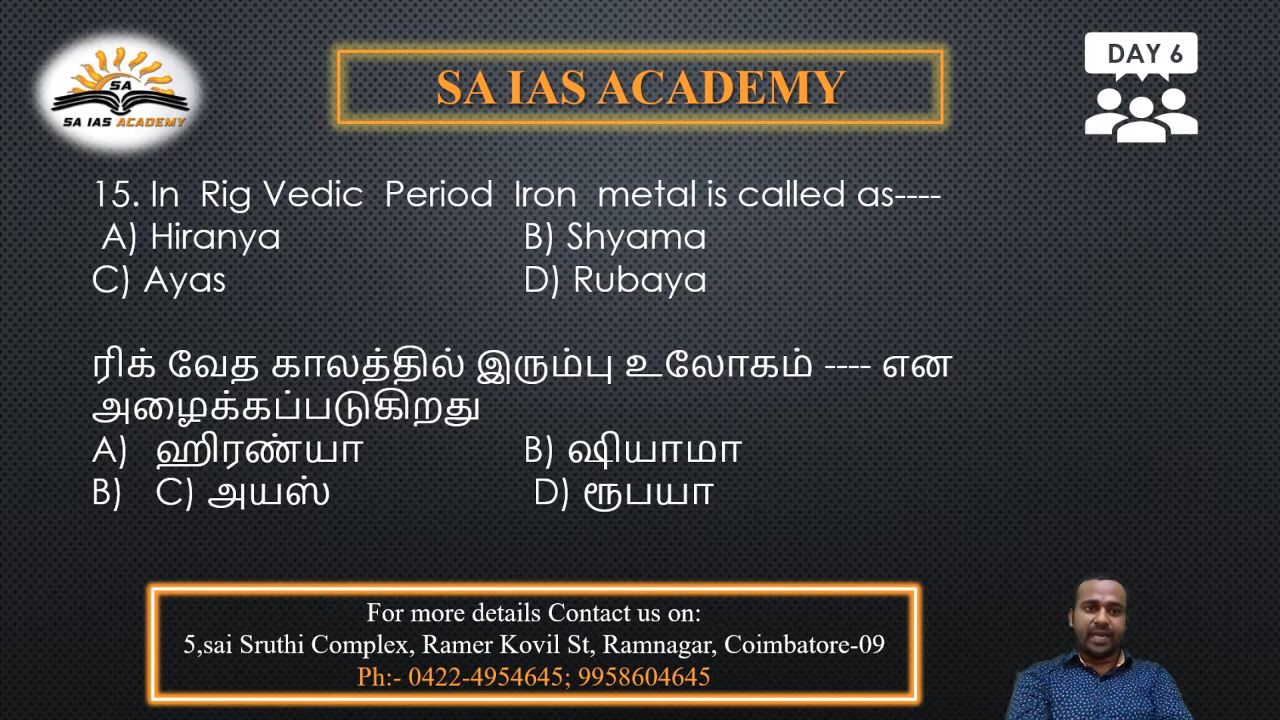 SA
SA IAS ACADEMY
SA IAS ACADEMY
DAY 6
15. In Rig Vedic Period Iron metal is called as----
A) Hiranya B) Shyama
C) Ayas D) Rubaya
ரிக் வேத காலத்தில் இரும்பு உலோகம் ---- என
அழைக்கப்படுகிறது
A) ஹிரண்யா B) ஷியாமா
B) C) அயஸ் D) ரூபயா
For more details Contact us on:
5,sai Sruthi Complex, Ramer Kovil St, Ramnagar, Coimbatore-09
Ph:- 0422-4954645; 9958604645